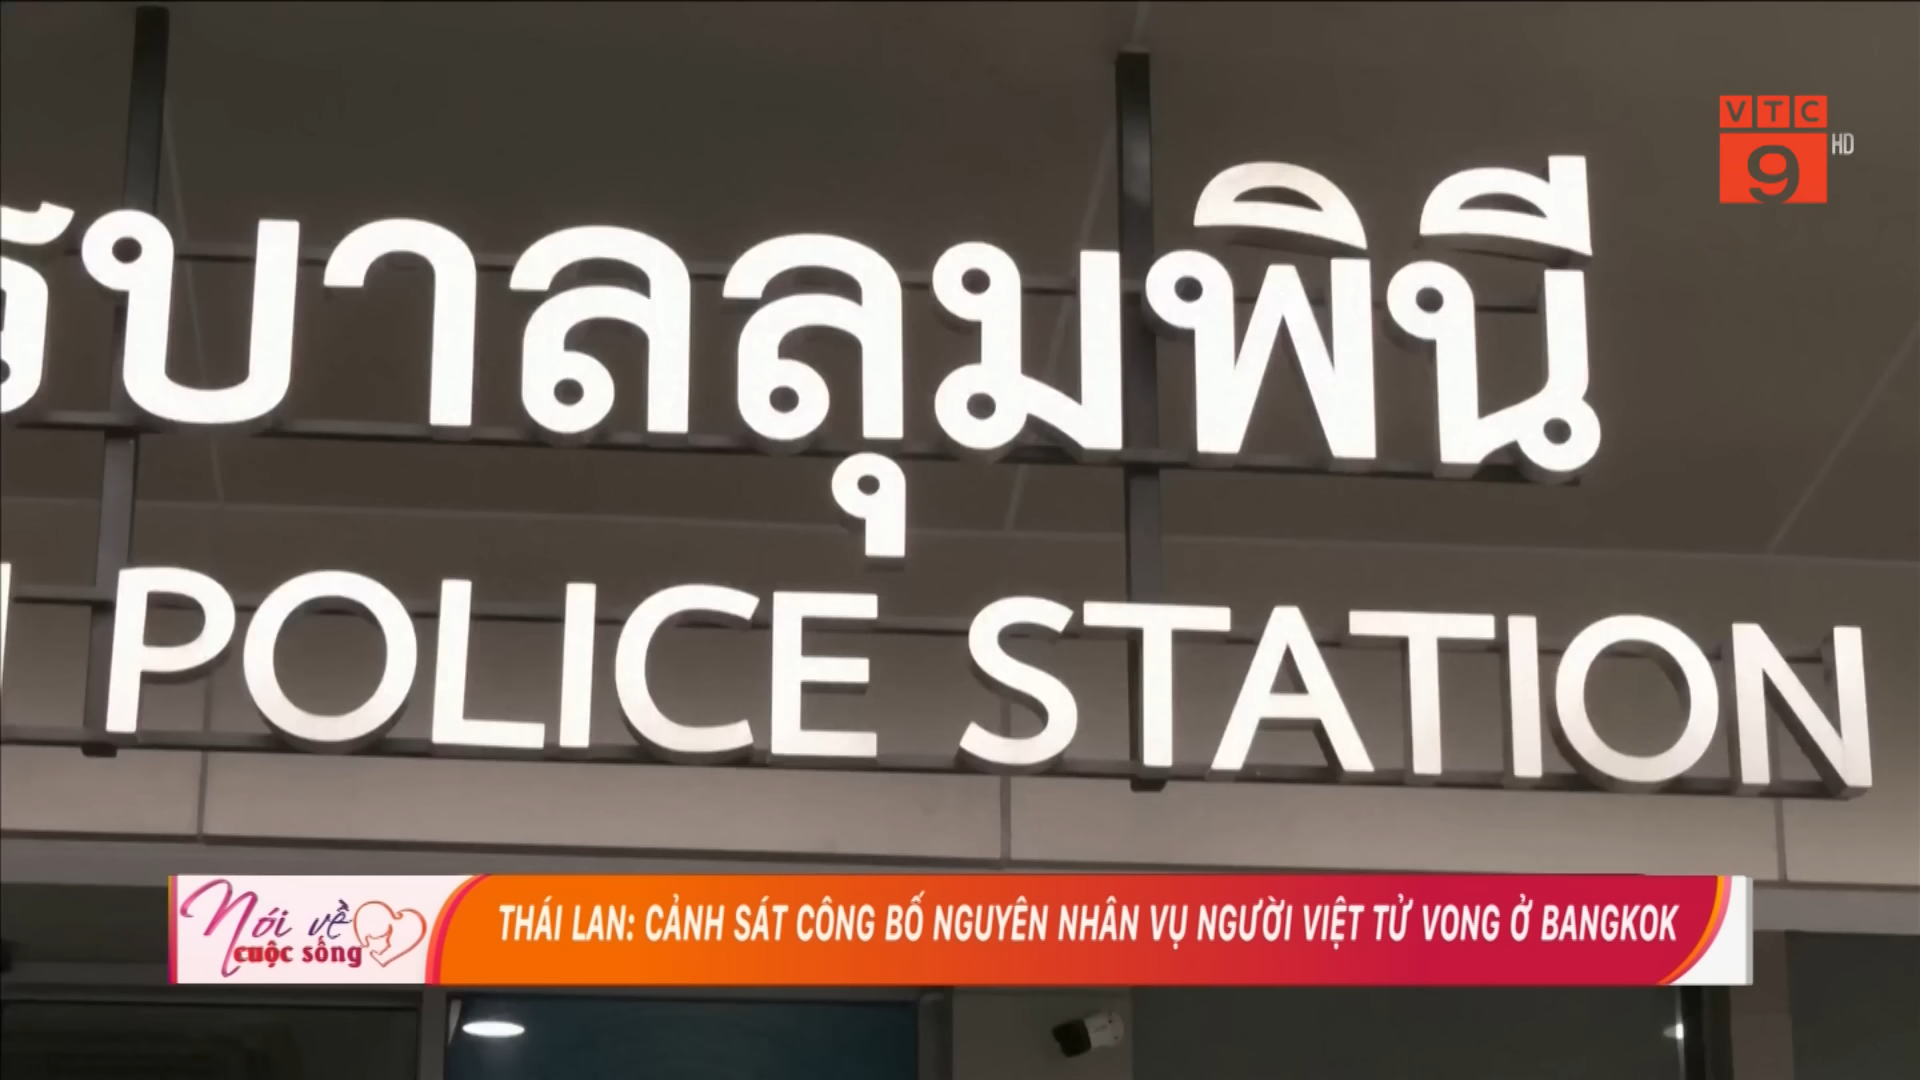 VTC
9 HD
บาลลุมพินี
POLICE STATION
Nói về
cuộc sống
THÁI LAN: CẢNH SÁT CÔNG BỐ NGUYÊN NHÂN VỤ NGƯỜI VIỆT TỬ VONG Ở BANGKOK